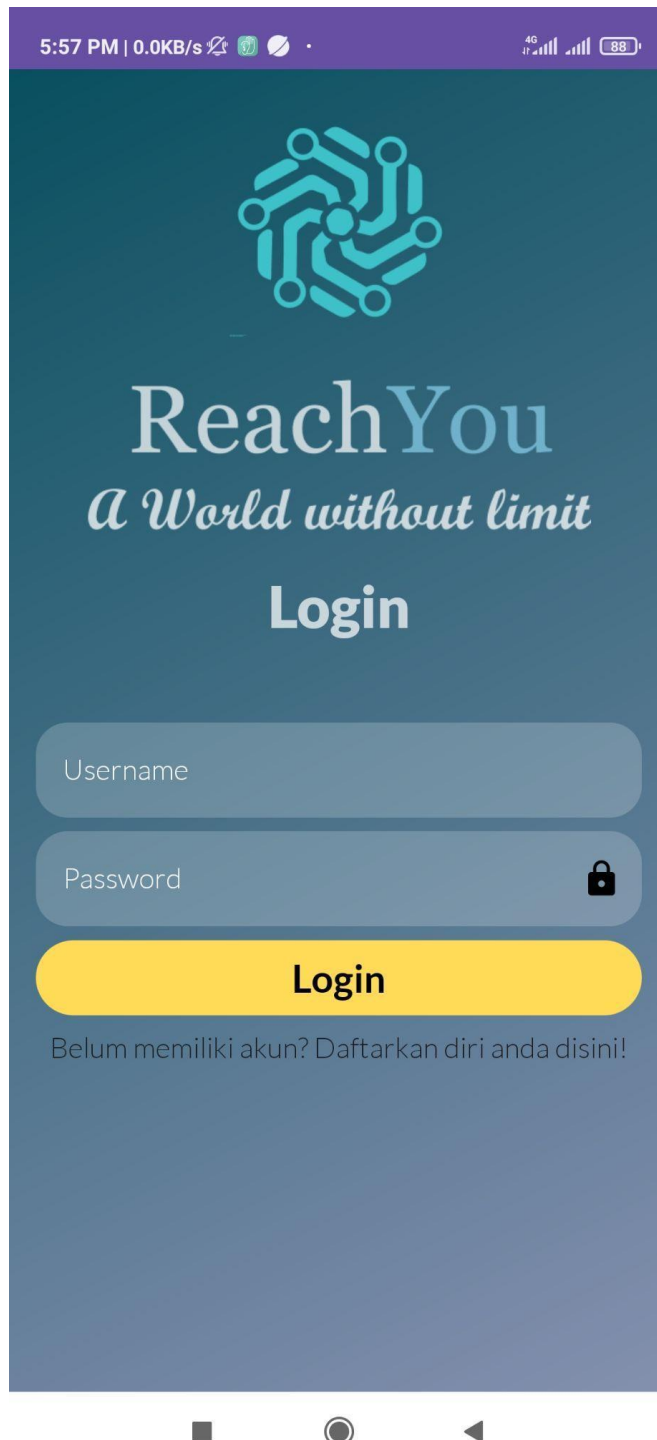 5:57 PM | 0.0KB/s
4G
88
ReachYou
A World without limit
Login
Username
Password
Login
Belum memiliki akun? Daftarkan diri anda disini!